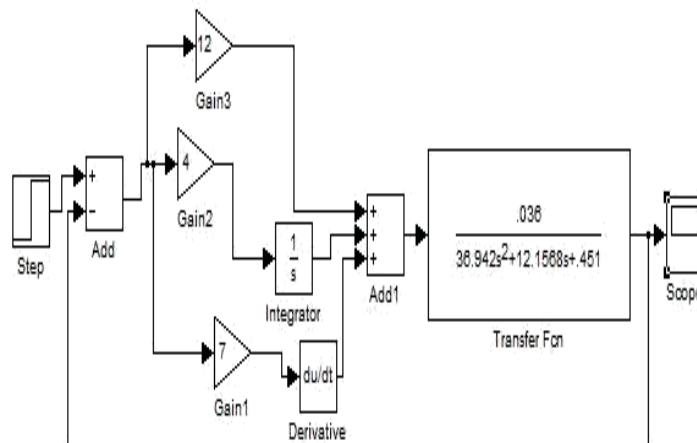 12
Gain3
+
−
Add
Step
4
Gain2
1
s
Integrator
+
+
+
Add1
.036
36.942s²+12.1568s+.451
Transfer Fcn
Scope
7
Gain1
du/dt
Derivative